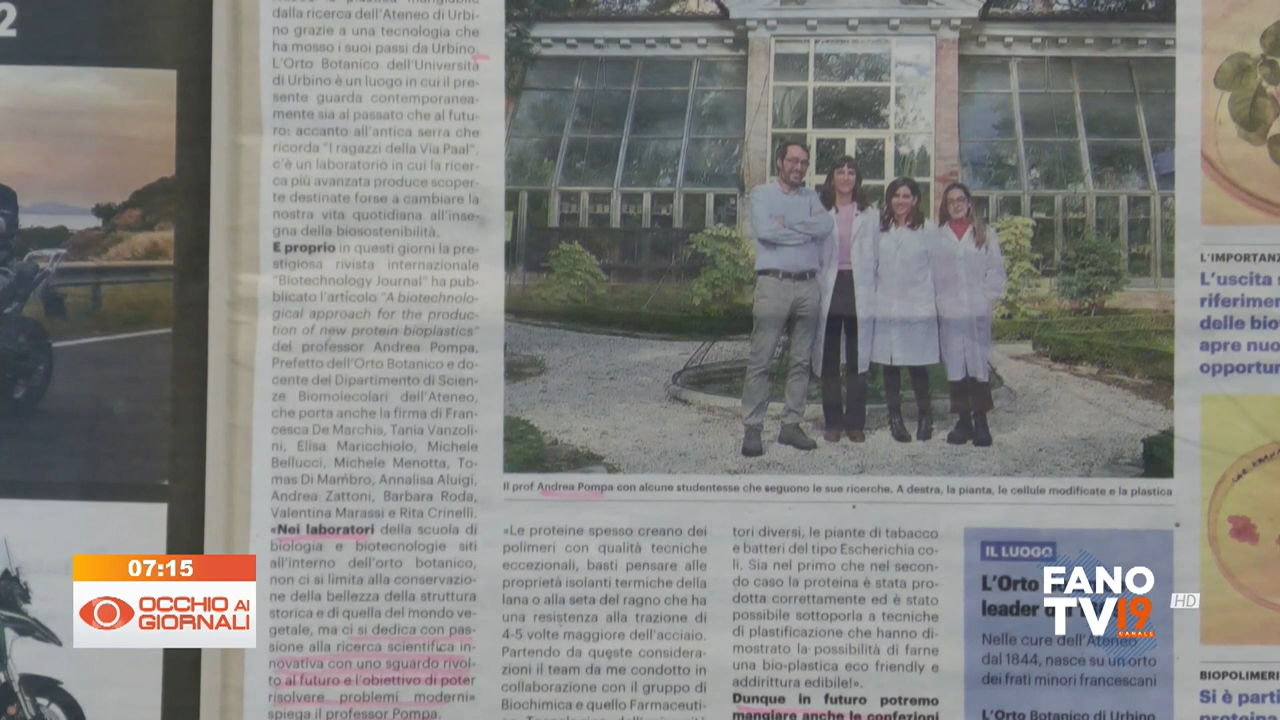 2
dalla ricerca dell'Ateneo di Urbi-
no grazie a una tecnologia che
ha mosso i suoi passi da Urbino.
L'Orto Botanico dell'Università
di Urbino è un luogo in cui il pre-
sente guarda contemporanea-
mente sia al passato che al futu-
ro: accanto all'antica serra che
ricorda "I ragazzi della Via Paal",
c'è un laboratorio in cui la ricer-
ca più avanzata produce scoper-
te destinate forse a cambiare la
nostra vita quotidiana all'inse-
gna della biosostenibilità.
E proprio in questi giorni la pre-
stigiosa rivista internazionale
"Biotechnology Journal" ha pub-
blicato l'articolo "A biotechnolo-
gical approach for the produc-
tion of new protein bioplastics"
del professor Andrea Pompa,
Prefetto dell'Orto Botanico e do-
cente del Dipartimento di Scien-
ze Biomolecolari dell'Ateneo,
che porta anche la firma di Fran-
cesca De Marchis, Tania Vanzoli-
ni, Elisa Maricchiolo, Michele
Bellucci, Michele Menotta, To-
mas Di Mambro, Annalisa Aluigi,
Andrea Zattoni, Barbara Roda,
Valentina Marassi e Rita Crinelli.
«Nei laboratori della scuola di
biologia e biotecnologie siti
all'interno dell'orto botanico,
non ci si limita alla conservazio-
ne della bellezza della struttura
storica e di quella del mondo ve-
getale, ma ci si dedica con pas-
sione alla ricerca scientifica in-
novativa con uno sguardo rivol-
to al futuro e l'obiettivo di poter
risolvere problemi moderni»
spiega il professor Pompa.
Il prof Andrea Pompa con alcune studentesse che seguono le sue ricerche. A destra, la pianta, le cellule modificate e la plastica
«Le proteine spesso creano dei
polimeri con qualità tecniche
eccezionali, basti pensare alle
proprietà isolanti termiche della
lana o alla seta del ragno che ha
una resistenza alla trazione di
4-5 volte maggiore dell'acciaio.
Partendo da queste considera-
zioni il team da me condotto in
collaborazione con il gruppo di
Biochimica e quello Farmaceuti-
tori diversi, le piante di tabacco
e batteri del tipo Escherichia co-
li. Sia nel primo che nel secon-
do caso la proteina è stata pro-
dotta correttamente ed è stato
possibile sottoporla a tecniche
di plastificazione che hanno di-
mostrato la possibilità di farne
una bio-plastica eco friendly e
addirittura edibile!».
Dunque in futuro potremo
mangiare anche le confezioni
IL LUOGO
L'Orto
leader
Nelle cure dell'Ateneo
dal 1844, nasce su un orto
dei frati minori francescani
L'Orto Botanico di Urbino
L'IMPORTANZ
L'uscita
riferimen
delle bio
apre nuo
opportun
BIOPOLIMERI
Si è parti
07:15
OCCHIO AI
GIORNALI
FANO
TV19
CANALE
HD